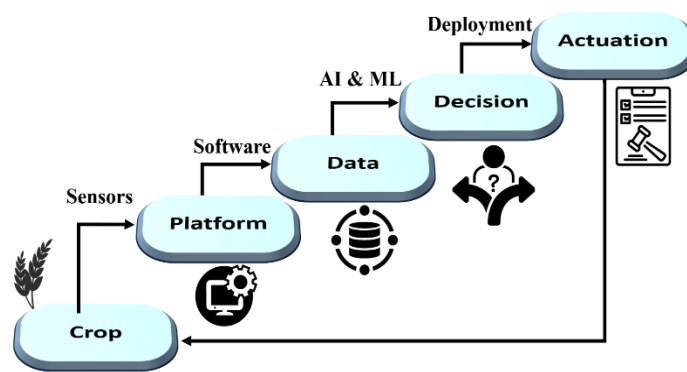 Deployment
Actuation
AI & ML
Decision
Software
Data
Sensors
Platform
?
Crop